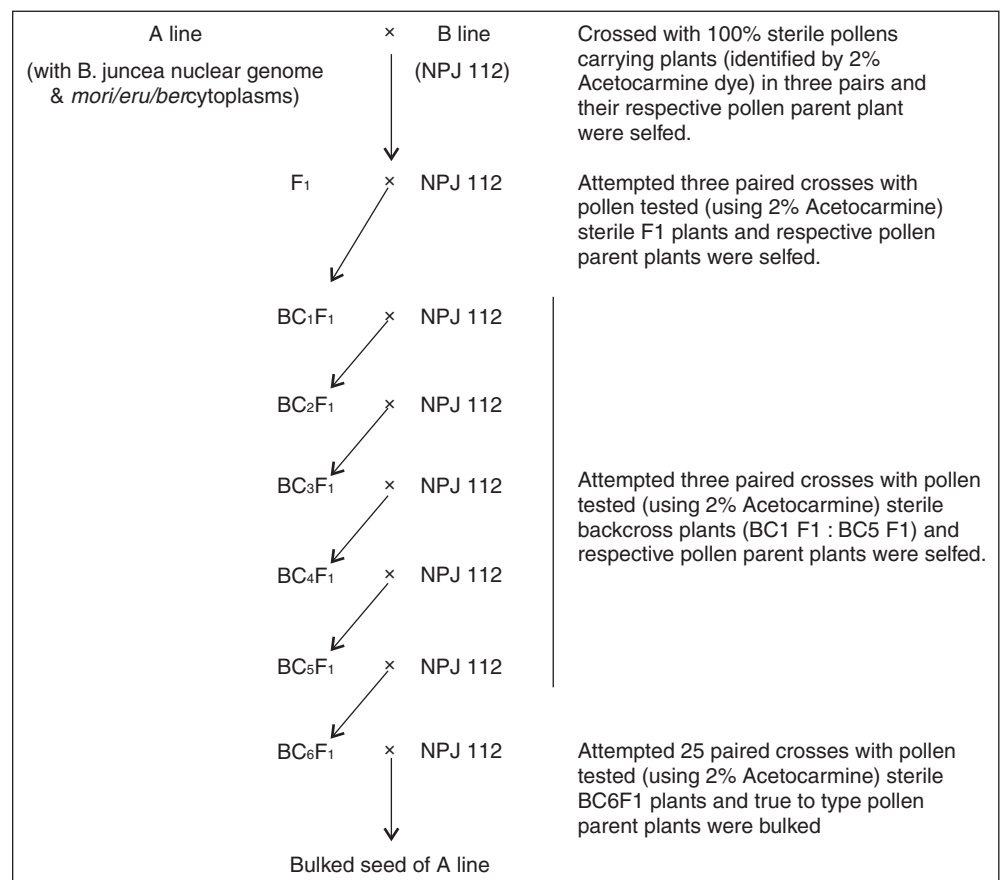 A line × B line
(with B. juncea nuclear genome (NPJ 112)
& mori/eru/bercytoplasms)
Crossed with 100% sterile pollens
carrying plants (identified by 2%
Acetocarmine dye) in three pairs and
their respective pollen parent plant
were selfed.
F1 × NPJ 112
Attempted three paired crosses with
pollen tested (using 2% Acetocarmine)
sterile F1 plants and respective pollen
parent plants were selfed.
BC1F1 × NPJ 112
BC2F1 × NPJ 112
BC3F1 × NPJ 112
Attempted three paired crosses with pollen
tested (using 2% Acetocarmine) sterile
backcross plants (BC1 F1 : BC5 F1) and
respective pollen parent plants were selfed.
BC4F1 × NPJ 112
BC5F1 × NPJ 112
BC6F1 × NPJ 112
Attempted 25 paired crosses with pollen
tested (using 2% Acetocarmine) sterile
BC6F1 plants and true to type pollen
parent plants were bulked
Bulked seed of A line